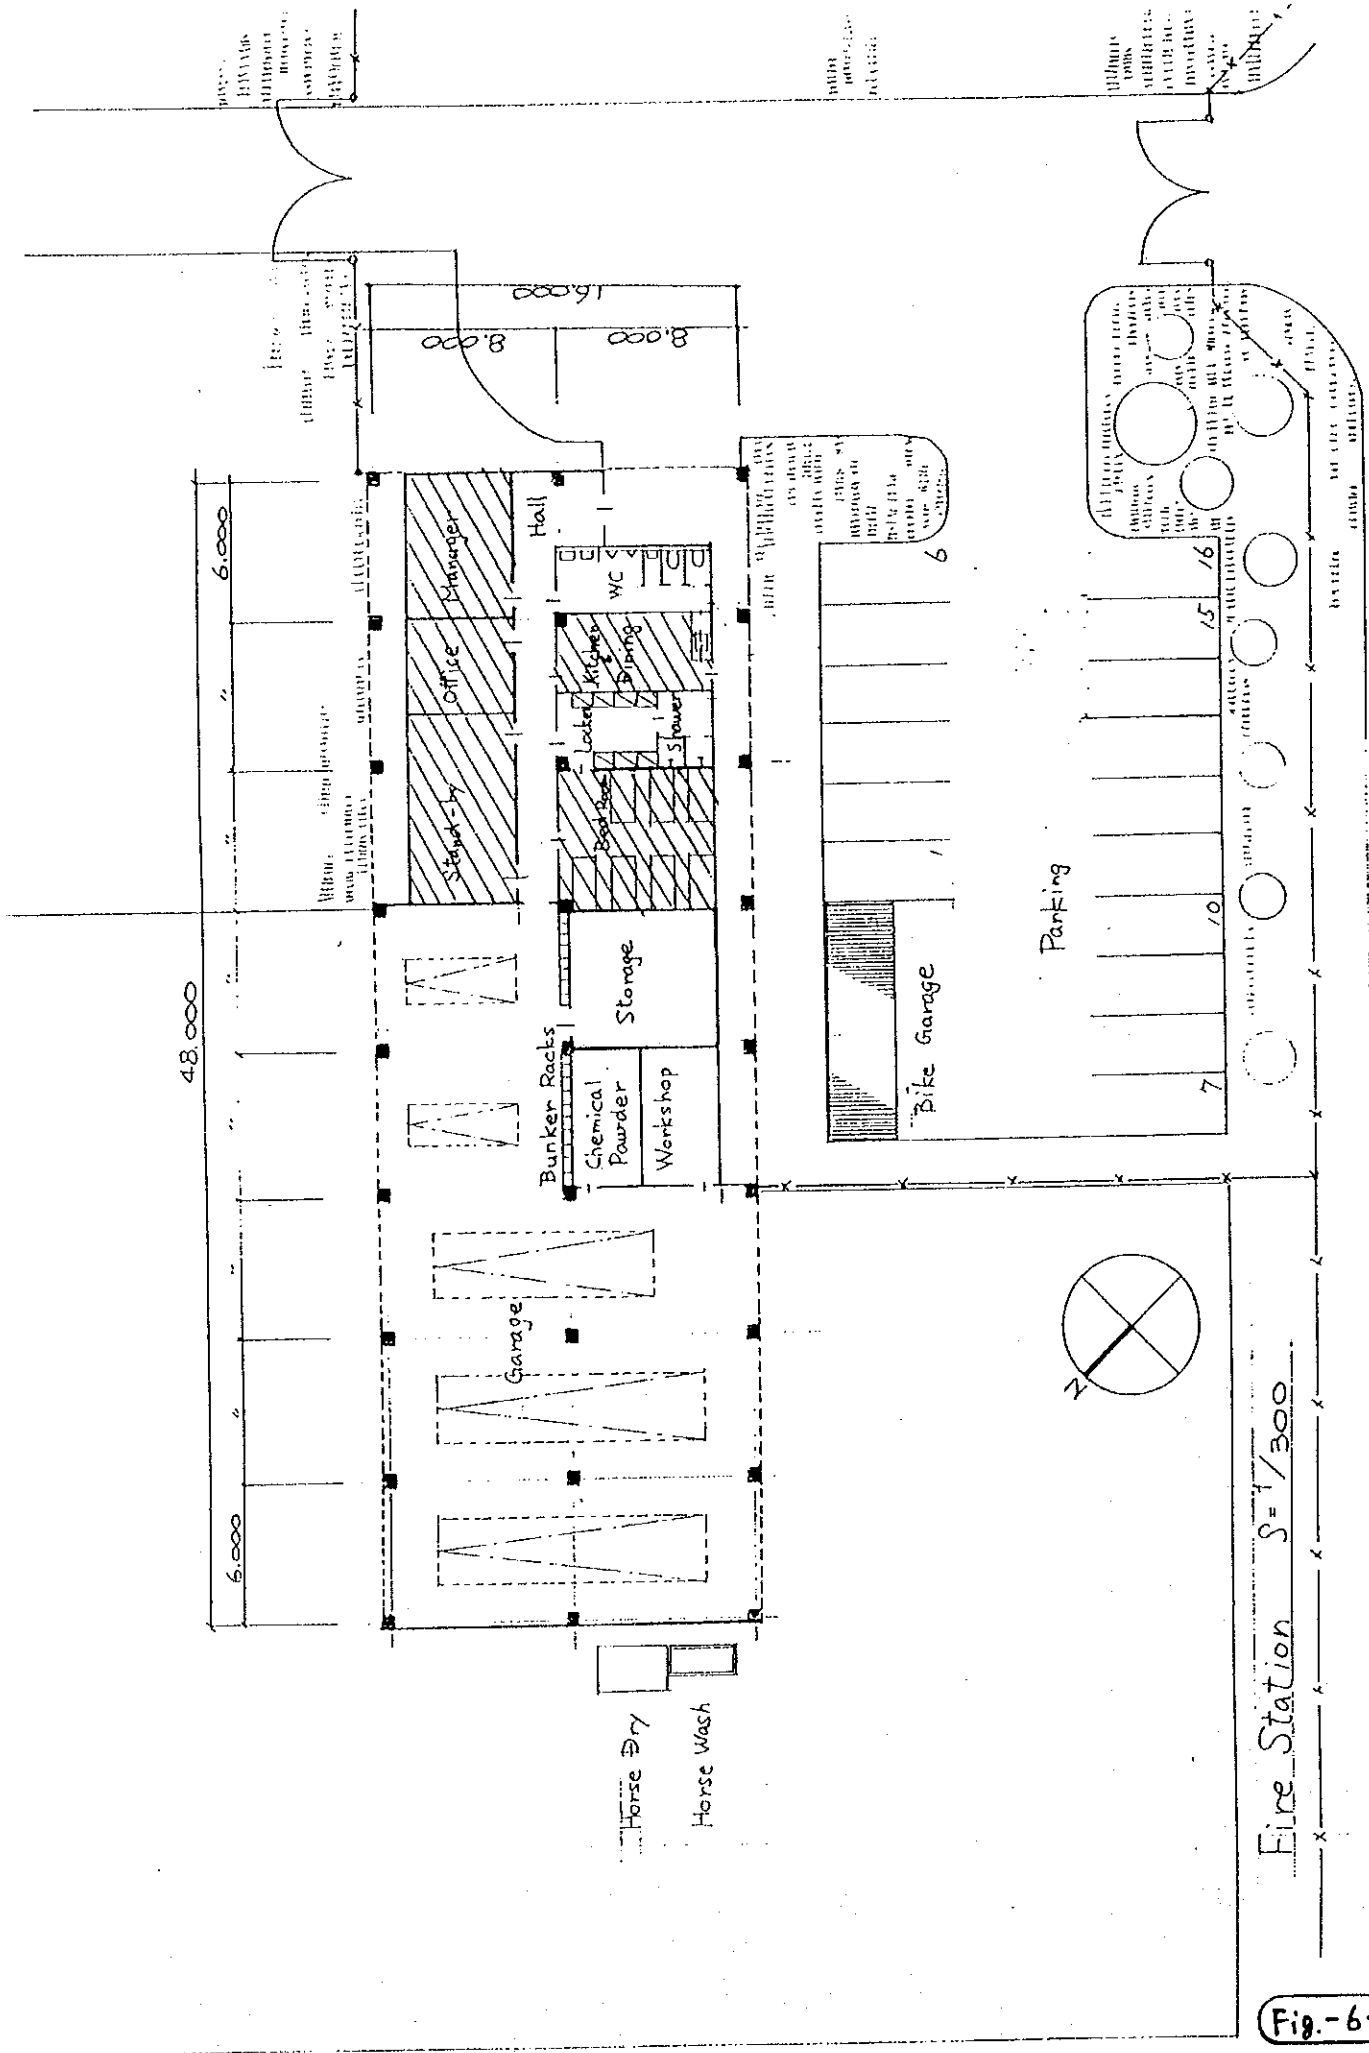 48.000
6.000 〃 〃 〃 〃 〃 〃 6.000
Stand-by
Office
Manager
Hall
8.000
8.000
16.000
Garage
Bunker Racks
Chemical
Pawder
Workshop
Storage
Bed Room
Locker
Shower
Kitchen
&
Dining
WC
Horse Dry
Horse Wash
Bike Garage
1
6
Parking
7
10
15
16
N
Fire Station S=1/300
Fig.-6